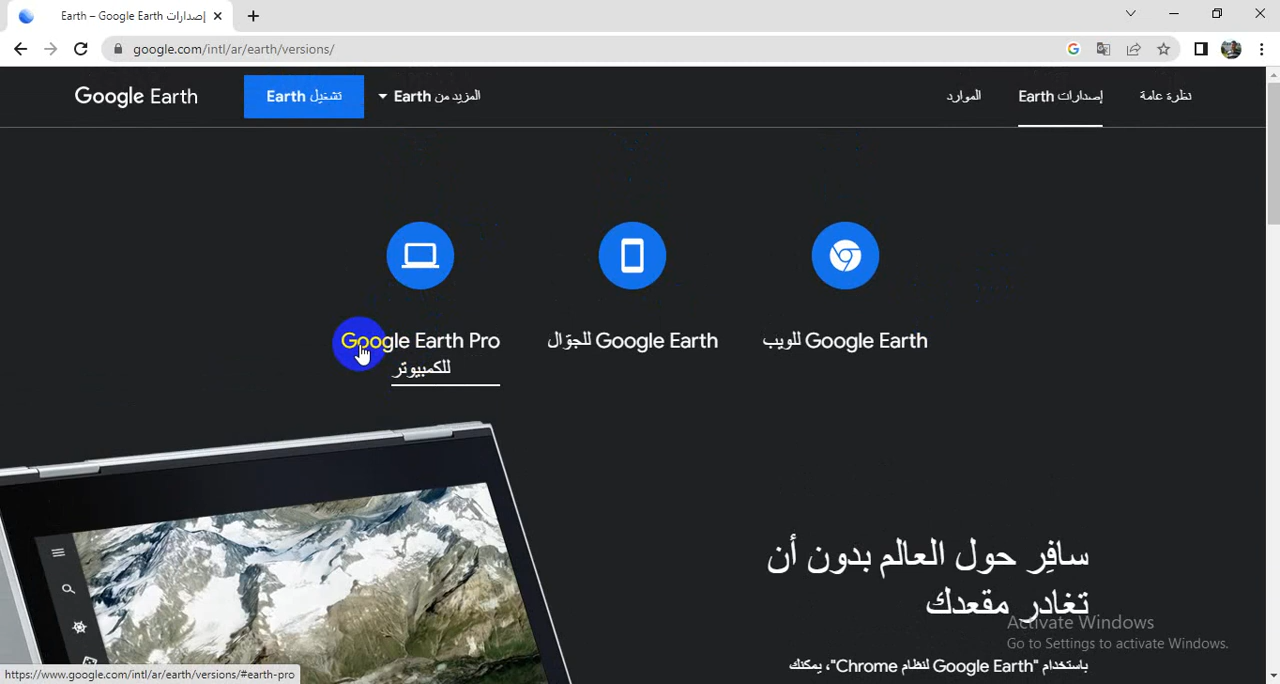 إصدارات Earth – Google Earth
google.com/intl/ar/earth/versions/
Google Earth
تشغيل Earth
المزيد من Earth
الموارد
إصدارات Earth
نظرة عامة
Google Earth Pro
للكمبيوتر
Google Earth للجوّال
Google Earth للويب
سافِر حول العالم بدون أن
تغادر مقعدك
Activate Windows
Go to Settings to activate Windows.
باستخدام "Google Earth لنظام Chrome"، يمكنك
https://www.google.com/intl/ar/earth/versions/#earth-pro